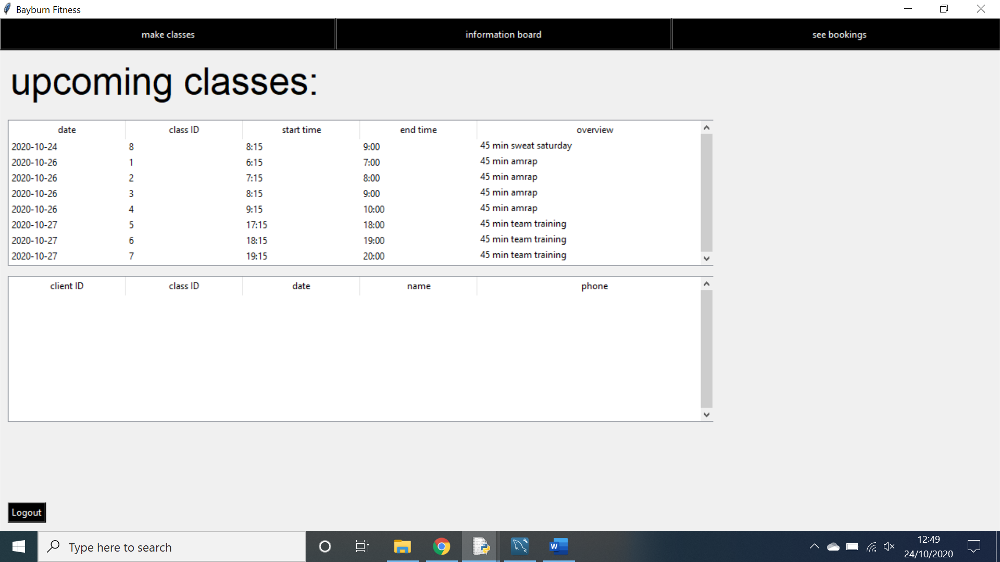 Bayburn Fitness
make classes information board see bookings
upcoming classes:
date class ID start time end time overview
2020-10-24 8 8:15 9:00 45 min sweat saturday
2020-10-26 1 6:15 7:00 45 min amrap
2020-10-26 2 7:15 8:00 45 min amrap
2020-10-26 3 8:15 9:00 45 min amrap
2020-10-26 4 9:15 10:00 45 min amrap
2020-10-27 5 17:15 18:00 45 min team training
2020-10-27 6 18:15 19:00 45 min team training
2020-10-27 7 19:15 20:00 45 min team training
client ID class ID date name phone
Logout
Type here to search
W
12:49
24/10/2020